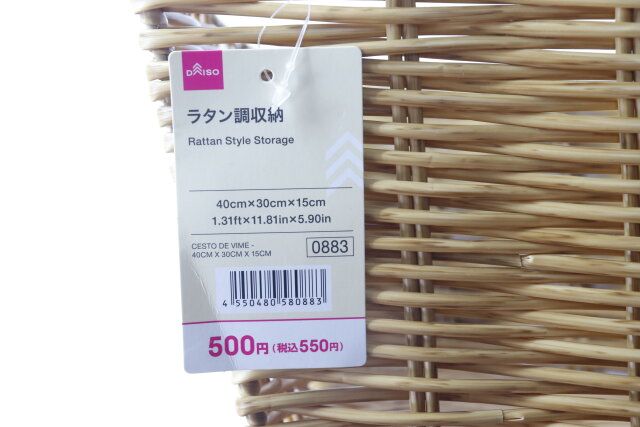 DAISO
ラタン調収納
Rattan Style Storage
40cm×30cm×15cm
1.31ft×11.81in×5.90in
CESTO DE VIME -
40CM X 30CM X 15CM
0883
4 550480 580883
500円(税込550円)